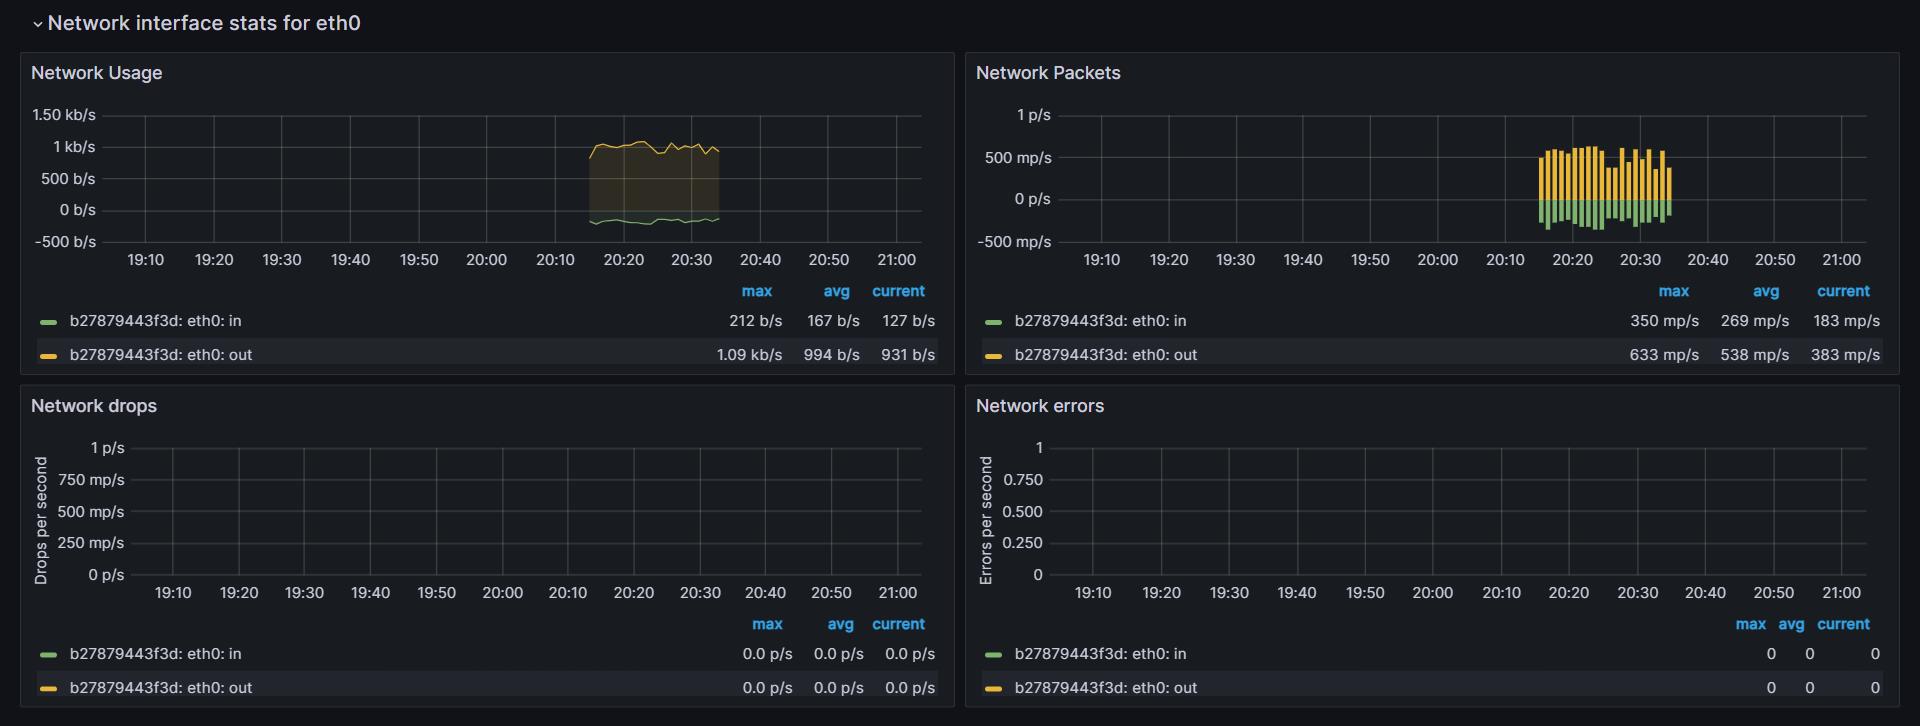 Network interface stats for eth0
Network Usage
1.50 kb/s
1 kb/s
500 b/s
0 b/s
-500 b/s
19:10 19:20 19:30 19:40 19:50 20:00 20:10 20:20 20:30 20:40 20:50 21:00
max avg current
b27879443f3d: eth0: in 212 b/s 167 b/s 127 b/s
b27879443f3d: eth0: out 1.09 kb/s 994 b/s 931 b/s
Network Packets
1 p/s
500 mp/s
0 p/s
-500 mp/s
19:10 19:20 19:30 19:40 19:50 20:00 20:10 20:20 20:30 20:40 20:50 21:00
max avg current
b27879443f3d: eth0: in 350 mp/s 269 mp/s 183 mp/s
b27879443f3d: eth0: out 633 mp/s 538 mp/s 383 mp/s
Network drops
Drops per second
1 p/s
750 mp/s
500 mp/s
250 mp/s
0 p/s
19:10 19:20 19:30 19:40 19:50 20:00 20:10 20:20 20:30 20:40 20:50 21:00
max avg current
b27879443f3d: eth0: in 0.0 p/s 0.0 p/s 0.0 p/s
b27879443f3d: eth0: out 0.0 p/s 0.0 p/s 0.0 p/s
Network errors
Errors per second
1
0.750
0.500
0.250
0
19:10 19:20 19:30 19:40 19:50 20:00 20:10 20:20 20:30 20:40 20:50 21:00
max avg current
b27879443f3d: eth0: in 0 0 0
b27879443f3d: eth0: out 0 0 0